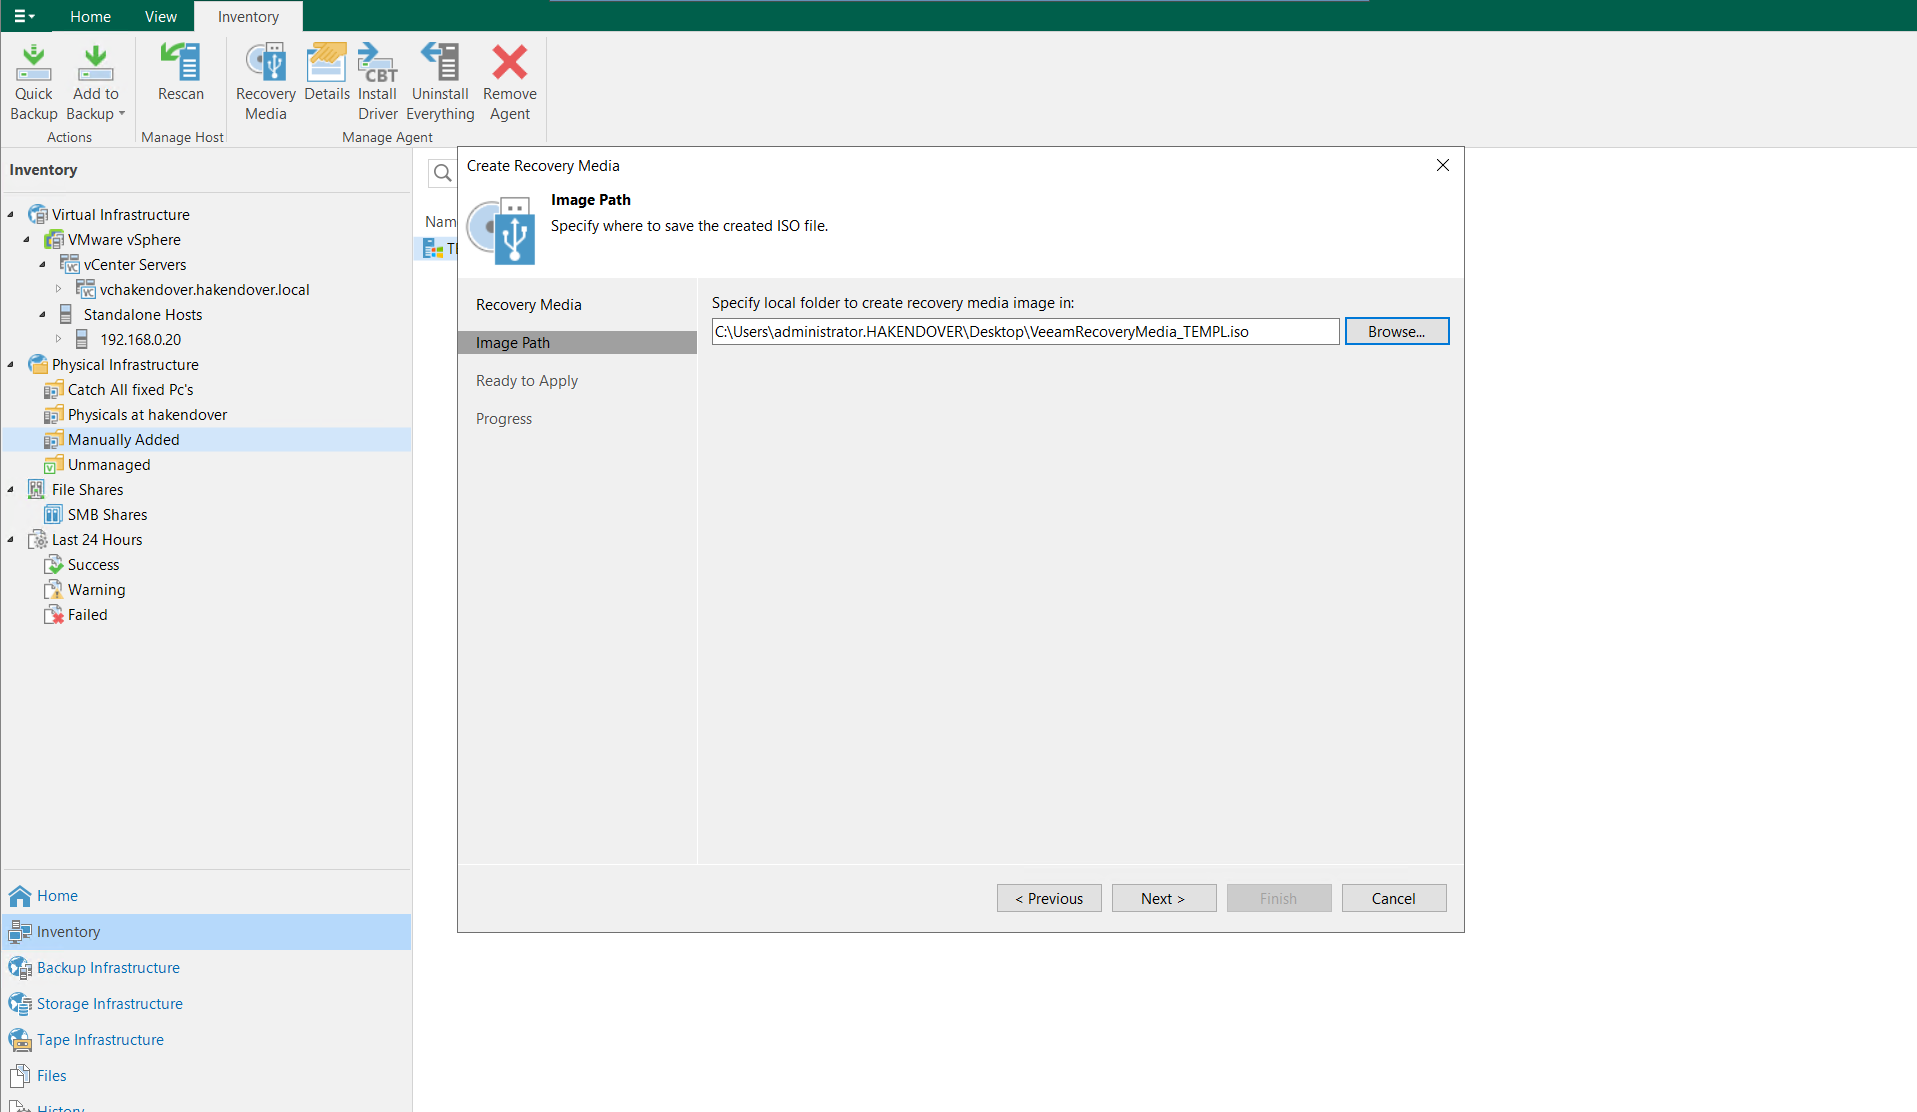 Home View Inventory
Quick Backup
Add to Backup
Rescan
Recovery Media
Details
Install Driver
CBT
Uninstall Everything
Remove Agent
Actions
Manage Host
Manage Agent
Inventory
Virtual Infrastructure
VMware vSphere
vCenter Servers
vchakendover.hakendover.local
Standalone Hosts
192.168.0.20
Physical Infrastructure
Catch All fixed Pc's
Physicals at hakendover
Manually Added
Unmanaged
File Shares
SMB Shares
Last 24 Hours
Success
Warning
Failed
Home
Inventory
Backup Infrastructure
Storage Infrastructure
Tape Infrastructure
Files
History
Nam
TE
Create Recovery Media
Image Path
Specify where to save the created ISO file.
Recovery Media
Image Path
Ready to Apply
Progress
Specify local folder to create recovery media image in:
C:\Users\administrator.HAKENDOVER\Desktop\VeeamRecoveryMedia_TEMPL.iso
Browse...
< Previous
Next >
Finish
Cancel